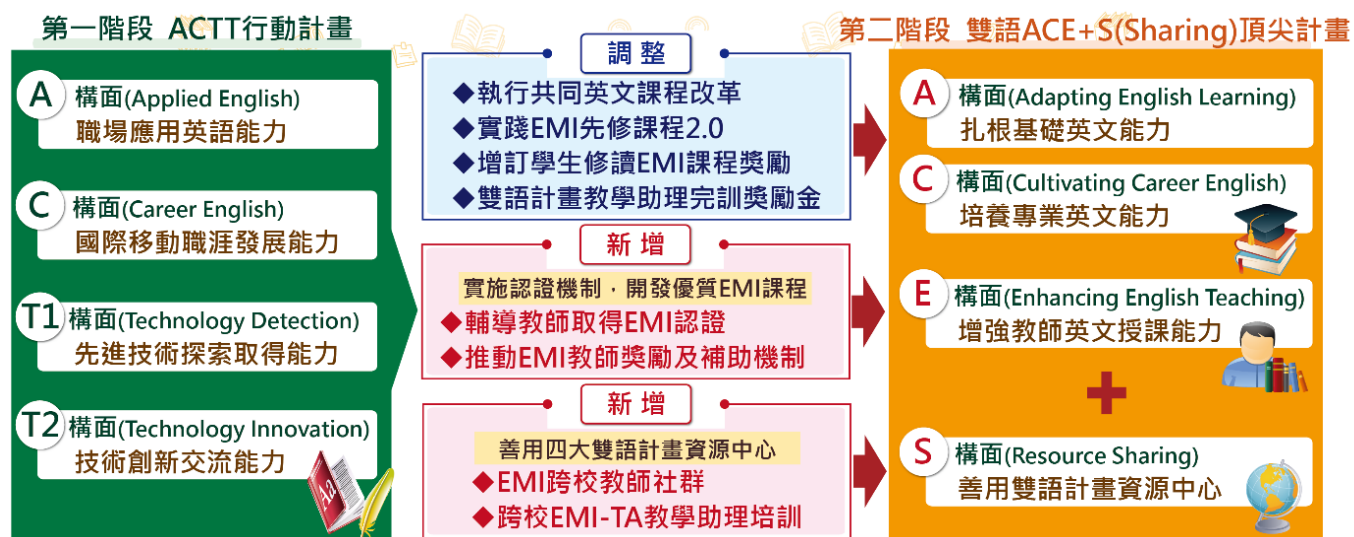 第一階段 ACTT行動計畫
A 構面(Applied English)
職場應用英語能力
C 構面(Career English)
國際移動職涯發展能力
T1 構面(Technology Detection)
先進技術探索取得能力
T2 構面(Technology Innovation)
技術創新交流能力
Aa
調整
◆執行共同英文課程改革
◆實踐EMI先修課程2.0
◆增訂學生修讀EMI課程獎勵
◆雙語計畫教學助理完訓獎勵金
新增
實施認證機制，開發優質EMI課程
◆輔導教師取得EMI認證
◆推動EMI教師獎勵及補助機制
新增
善用四大雙語計畫資源中心
◆EMI跨校教師社群
◆跨校EMI-TA教學助理培訓
第二階段 雙語ACE+S(Sharing)頂尖計畫
A 構面(Adapting English Learning)
扎根基礎英文能力
C 構面(Cultivating Career English)
培養專業英文能力
E 構面(Enhancing English Teaching)
增強教師英文授課能力
+
S 構面(Resource Sharing)
善用雙語計畫資源中心